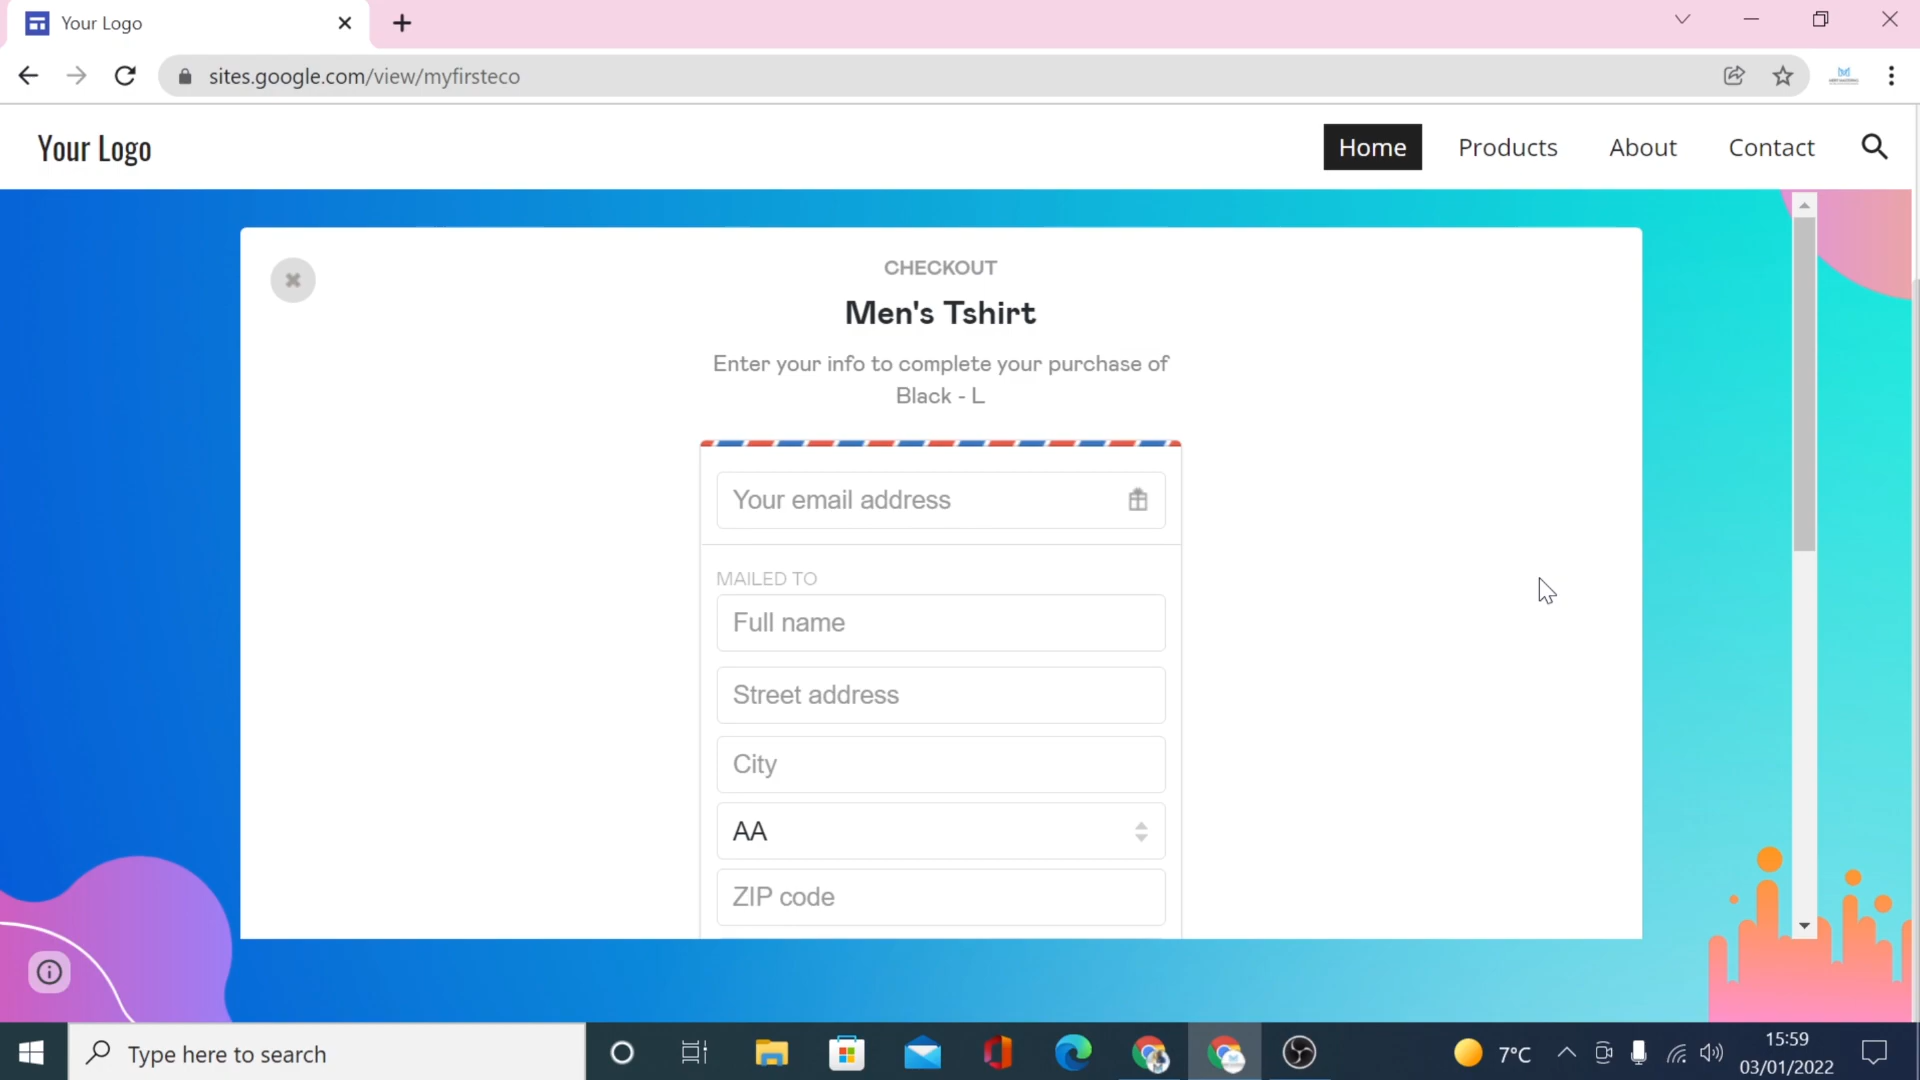 Your Logo
sites.google.com/view/myfirsteco
Your Logo
Home
Products
About
Contact
CHECKOUT
Men's Tshirt
Enter your info to complete your purchase of
Black - L
Your email address
MAILED TO
Full name
Street address
City
AA
ZIP code
Type here to search
7°C
15:59
03/01/2022